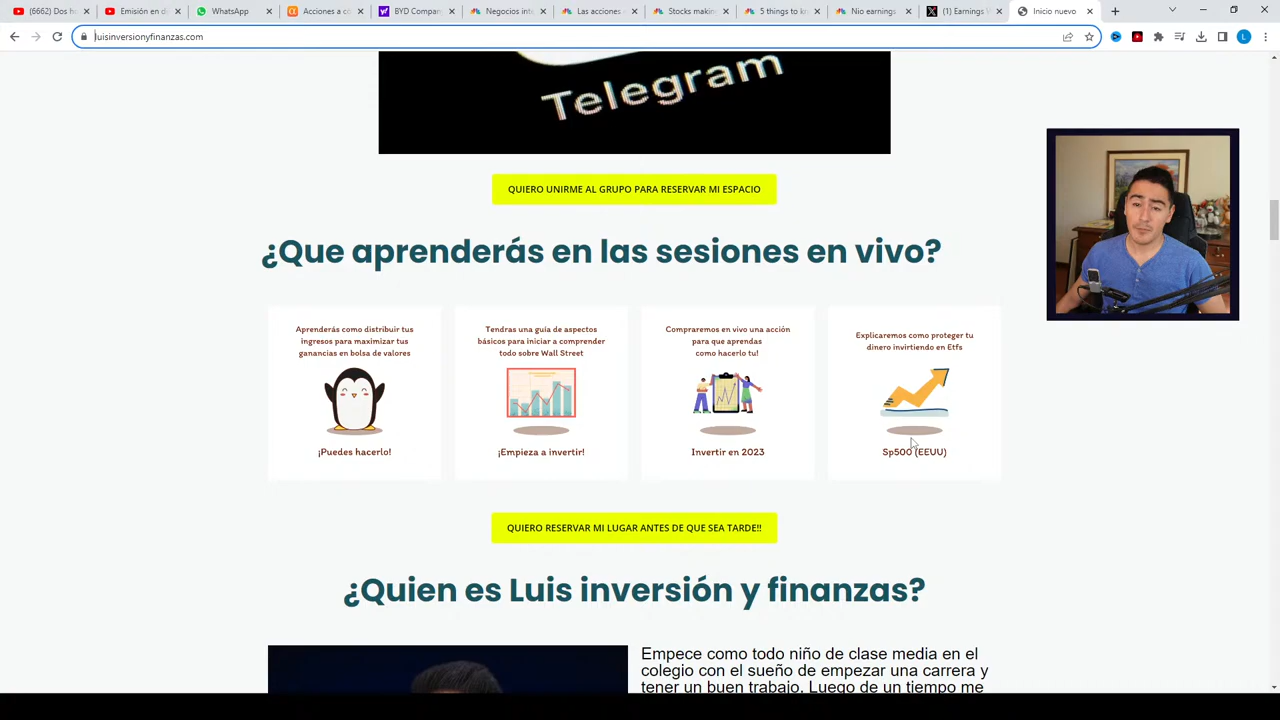 (6662) Dos h
Emisión en d
WhatsApp
Acciones a c
BYD Compan
Negocios int
Las acciones
Stocks makin
5 things to kn
Nio earnings
(1) Earnings
Inicio nuevo
luisinversionyfinanzas.com
L
Telegram
QUIERO UNIRME AL GRUPO PARA RESERVAR MI ESPACIO
¿Que aprenderás en las sesiones en vivo?
Aprenderás como distribuir tus
ingresos para maximizar tus
ganancias en bolsa de valores
¡Puedes hacerlo!
Tendras una guía de aspectos
básicos para iniciar a comprender
todo sobre Wall Street
¡Empieza a invertir!
Compraremos en vivo una acción
para que aprendas
como hacerlo tu!
Invertir en 2023
Explicaremos como proteger tu
dinero invirtiendo en Etfs
Sp500 (EEUU)
QUIERO RESERVAR MI LUGAR ANTES DE QUE SEA TARDE!!
¿Quien es Luis inversión y finanzas?
Empece como todo niño de clase media en el
colegio con el sueño de empezar una carrera y
tener un buen trabajo. Luego de un tiempo me